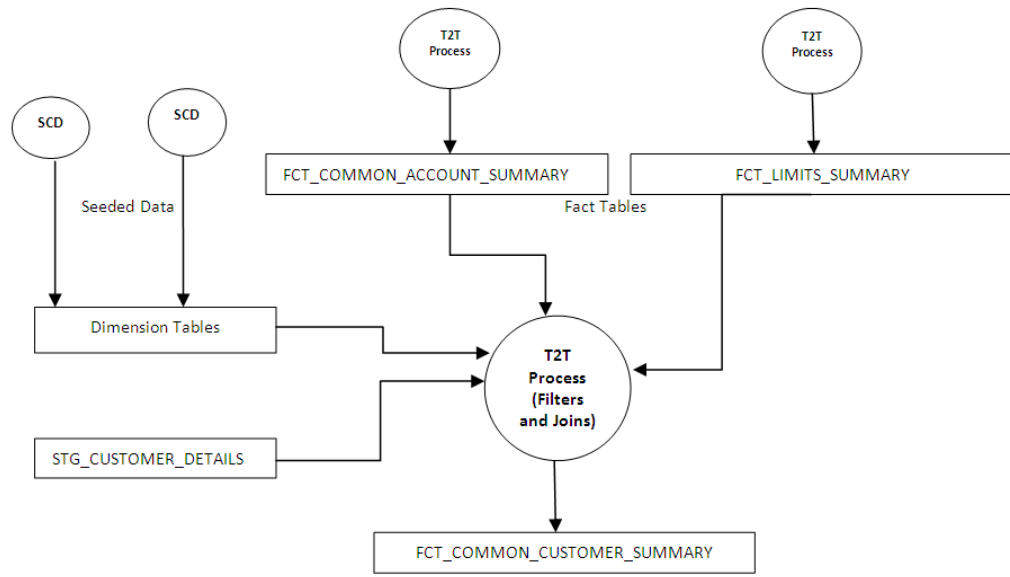 T2T
Process
T2T
Process
SCD
SCD
FCT_COMMON_ACCOUNT_SUMMARY
FCT_LIMITS_SUMMARY
Seeded Data
Fact Tables
Dimension Tables
T2T
Process
(Filters
and Joins)
STG_CUSTOMER_DETAILS
FCT_COMMON_CUSTOMER_SUMMARY